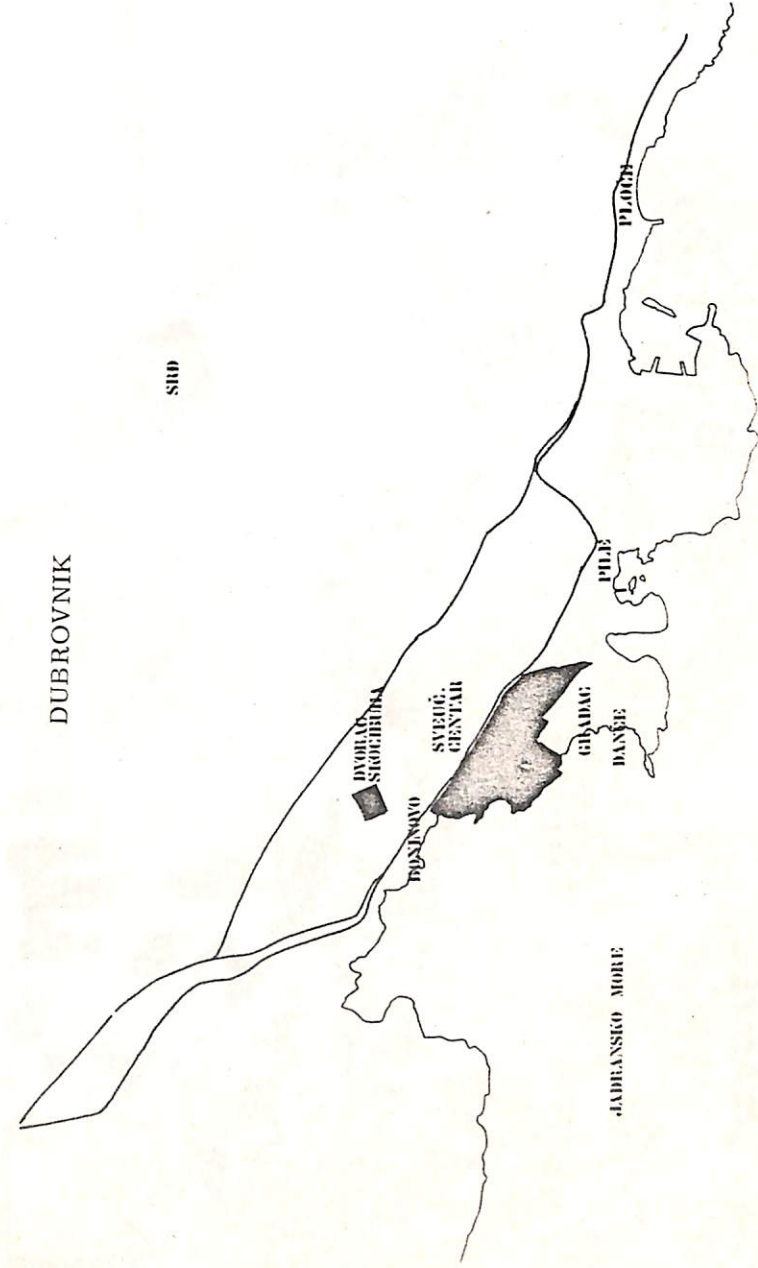 DUBROVNIK
SRĐ
DVORAC
SKOČIBUHA
SVEUČ.
CENTAR
BONINOVO
PLOČE
PILE
GRADAC
DANČE
JADRANSKO MORE